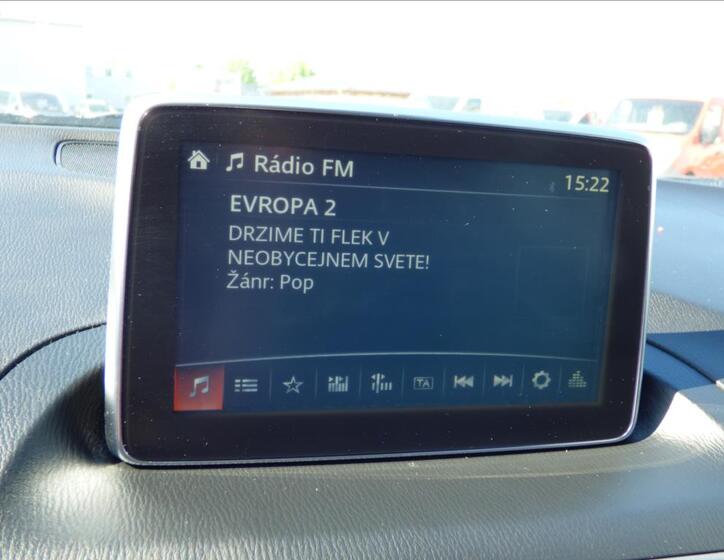 Rádio FM
15:22
EVROPA 2
DRZIME TI FLEK V
NEOBYCEJNEM SVETE!
Žánr: Pop
TA